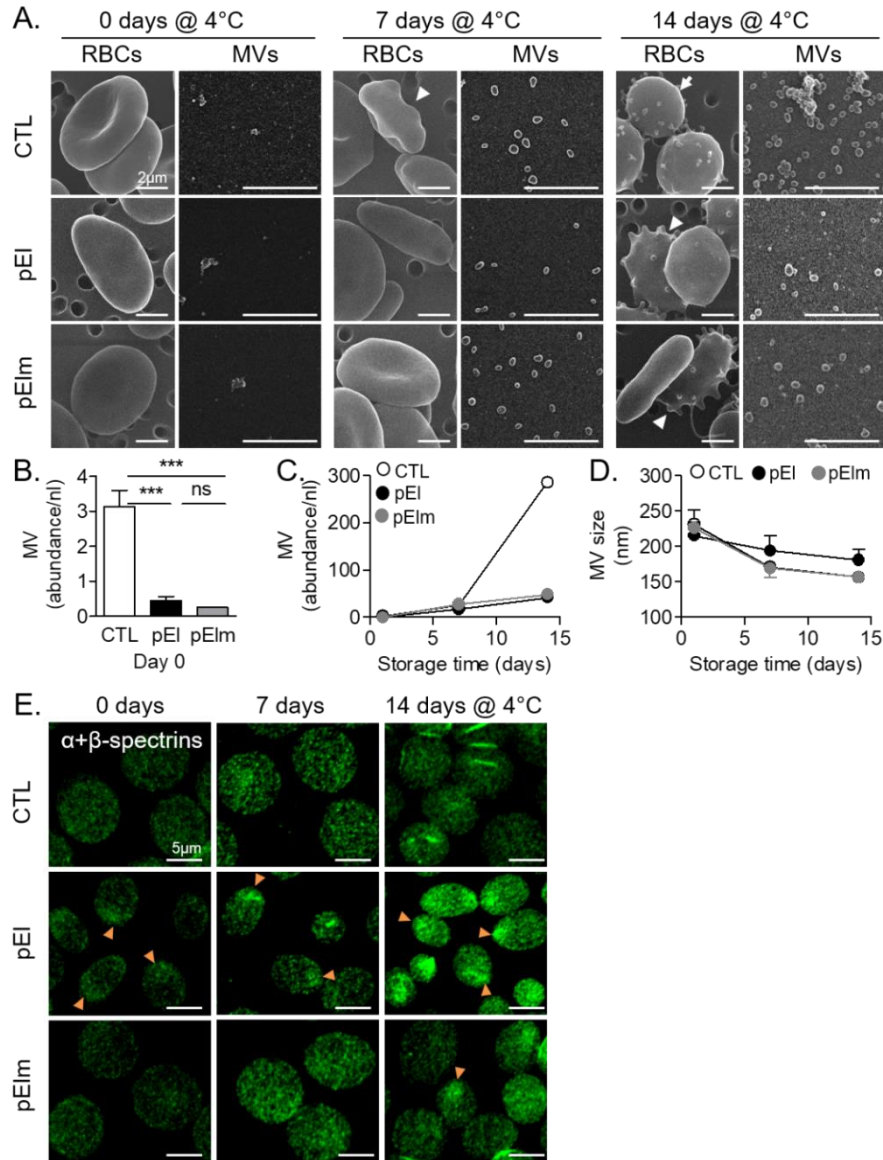 A.
0 days @ 4°C 7 days @ 4°C 14 days @ 4°C
RBCs MVs RBCs MVs RBCs MVs
CTL
2µm
pEl
pElm
B.
***
*** ns
MV
(abundance/nl)
4
3
2
1
0
CTL pEl pElm
Day 0
C.
CTL
pEl
pElm
MV
(abundance/nl)
300
200
100
50
0
0 5 10 15
Storage time (days)
D.
CTL pEl pElm
MV size
(nm)
300
250
200
150
100
0 5 10 15
Storage time (days)
E.
0 days 7 days 14 days @ 4°C
α+β-spectrins
CTL
5µm
pEl
pElm